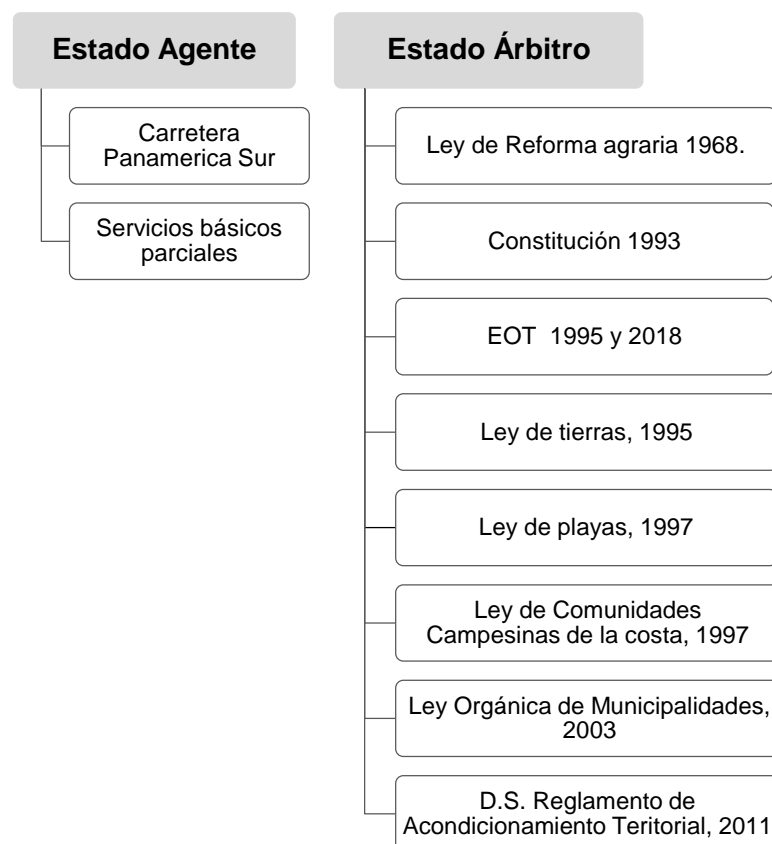 Estado Agente
Carretera
Panamerica Sur
Servicios básicos
parciales
Estado Árbitro
Ley de Reforma agraria 1968.
Constitución 1993
EOT 1995 y 2018
Ley de tierras, 1995
Ley de playas, 1997
Ley de Comunidades
Campesinas de la costa, 1997
Ley Orgánica de Municipalidades,
2003
D.S. Reglamento de
Acondicionamiento Teritorial, 2011